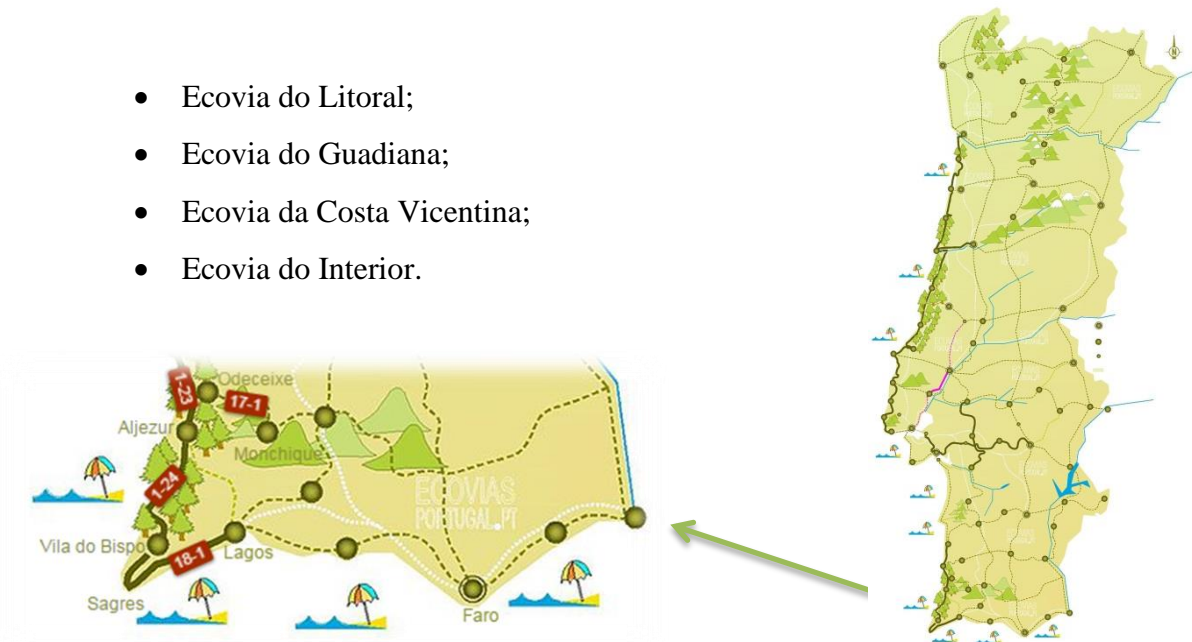 • Ecovia do Litoral;
• Ecovia do Guadiana;
• Ecovia da Costa Vicentina;
• Ecovia do Interior.
N
1-23
Odeceixe
17-1
Aljezur
Monchique
1-24
ECOVIAS
PORTUGAL.PT
Vila do Bispo
18-1
Lagos
Sagres
Faro